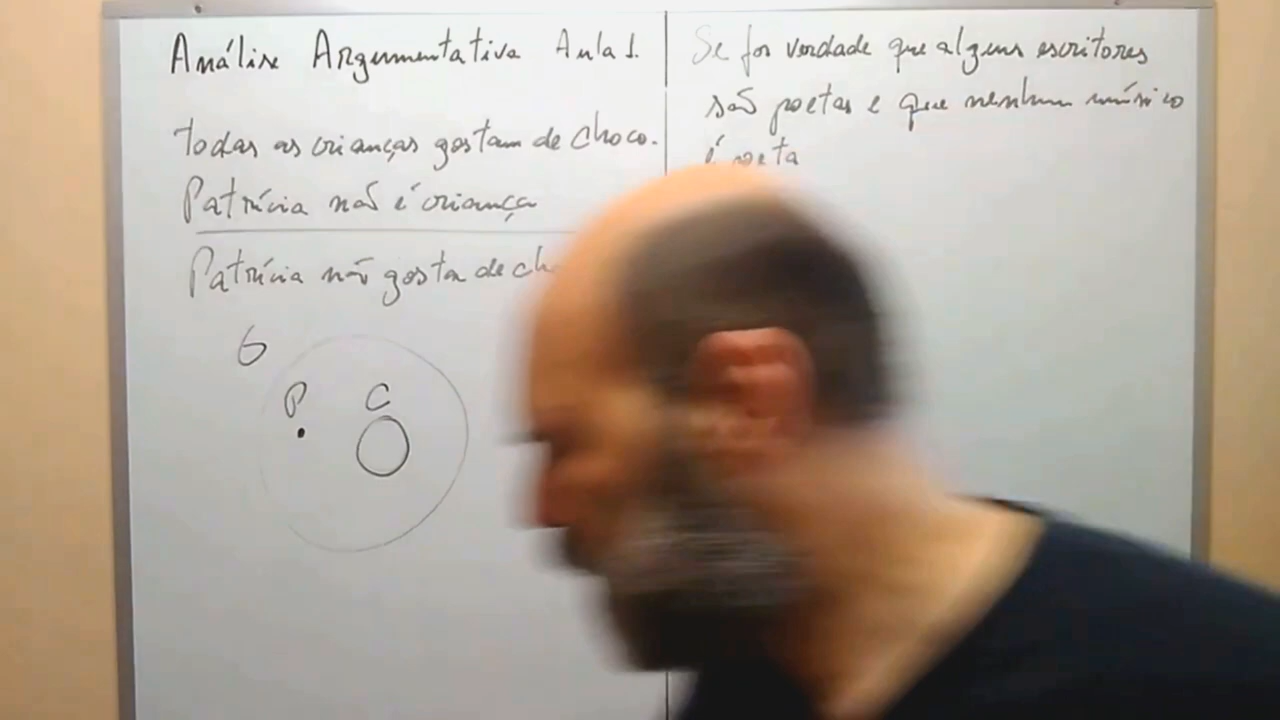 Análise Argumentativa Aula 1.
Todas as crianças gostam de choco.
Patrícia não é criança
Patrícia não gosta de ch
G
P
C
Se for verdade que alguns escritores
são poetas e que nenhum músico
é poeta